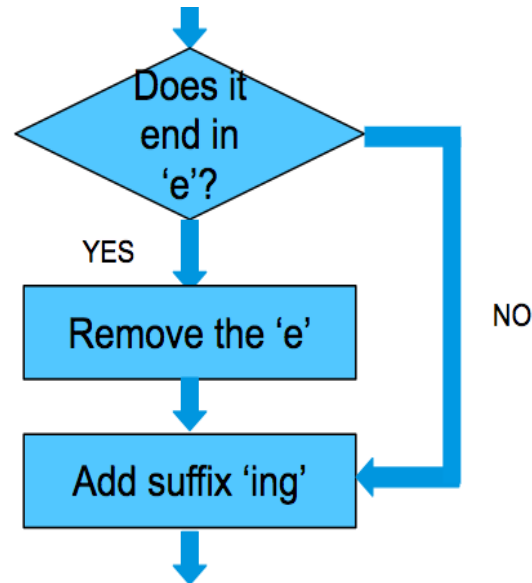 Does it
end in
‘e’?
YES
Remove the ‘e’
NO
Add suffix ‘ing’